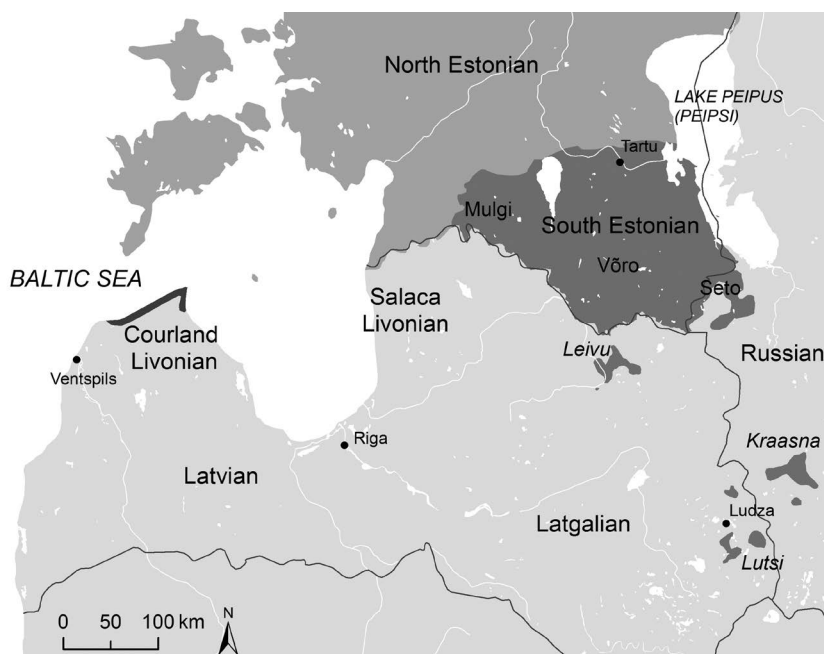 North Estonian
LAKE PEIPUS
(PEIPSI)
Tartu
Mulgi
South Estonian
Võro
BALTIC SEA
Seto
Salaca
Livonian
Courland
Livonian
Leivu
Russian
Ventspils
Riga
Kraasna
Latvian
Latgalian
Ludza
Lutsi
0 50 100 km
N